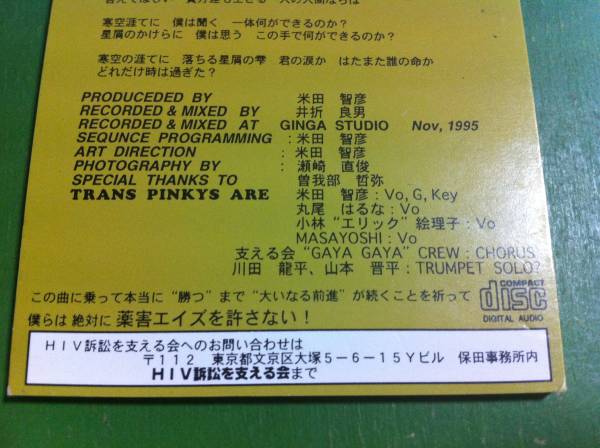 寒空涯てに 僕は聞く 一体何ができるのか?
星屑のかけらに 僕は思う この手で何ができるのか?
寒空の涯てに 落ちる星屑の雫 君の涙か はたまた誰の命か
どれだけ時は過ぎた?
PRODUCEDED BY 米田 智彦
RECORDED & MIXED BY 井折 良男
RECORDED & MIXED AT GINGA STUDIO Nov, 1995
SEQUNCE PROGRAMMING : 米田 智彦
ART DIRECTION : 米田 智彦
PHOTOGRAPHY BY : 瀬崎 直俊
SPECIAL THANKS TO 曽我部 哲弥
TRANS PINKYS ARE 米田 智彦:Vo, G, Key
丸尾 はるな:Vo
小林“エリック”絵理子:Vo
MASAYOSHI:Vo
支える会“GAYA GAYA”CREW:CHORUS
川田 龍平、山本 晋平:TRUMPET SOLO?
この曲に乗って本当に“勝つ”まで“大いなる前進”が続くことを祈って
COMPACT disc DIGITAL AUDIO
僕らは 絶対に 薬害エイズを許さない!
HIV訴訟を支える会へのお問い合わせは
〒112 東京都文京区大塚5-6-15Yビル 保田事務所内
HIV訴訟を支える会まで